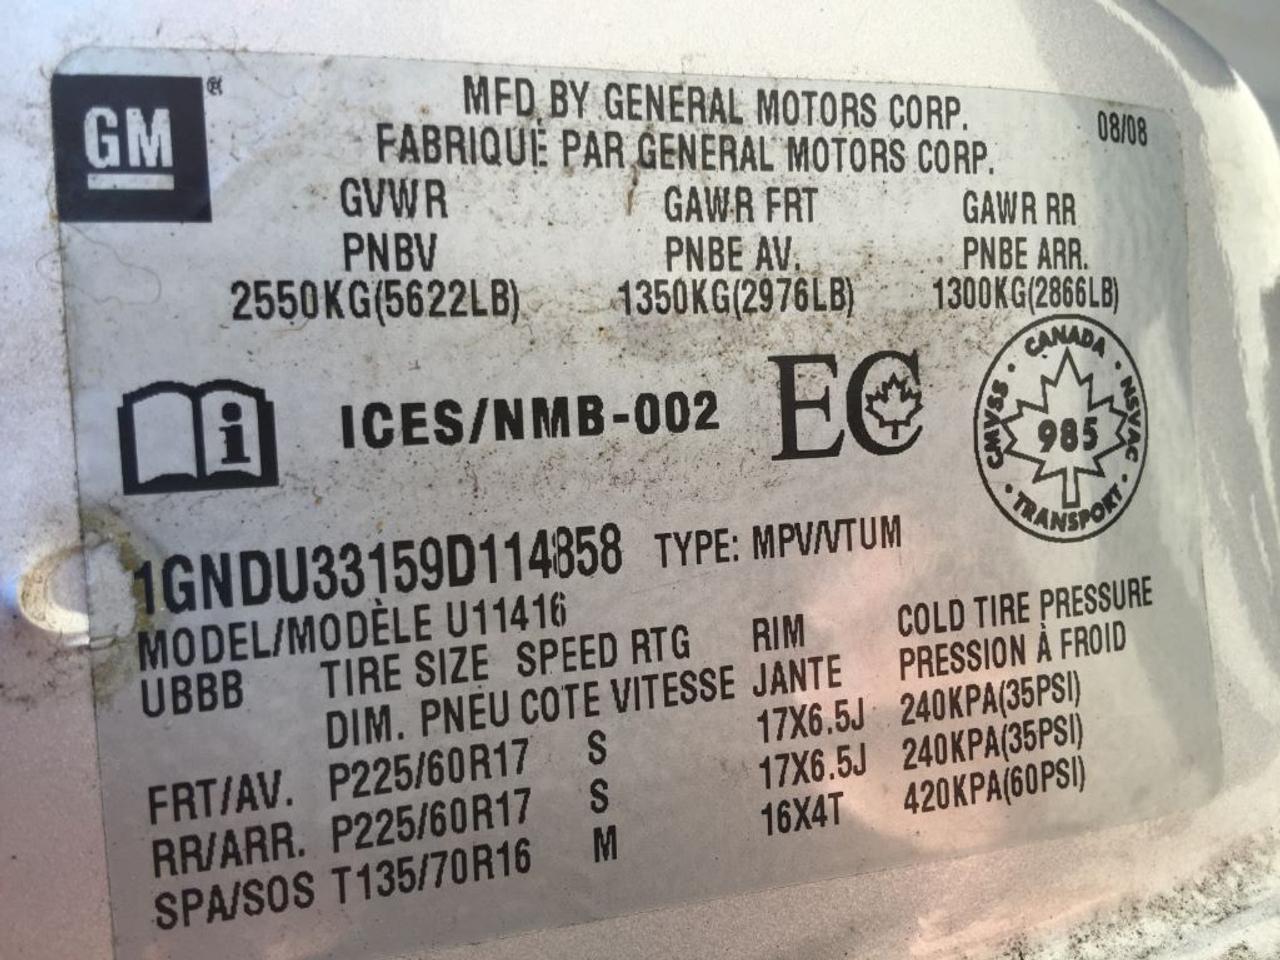 GM®
MFD BY GENERAL MOTORS CORP.
FABRIQUÉ PAR GENERAL MOTORS CORP.
08/08
GVWR GAWR FRT GAWR RR
PNBV PNBE AV. PNBE ARR.
2550KG(5622LB) 1350KG(2976LB) 1300KG(2866LB)
i ICES/NMB-002 EC
CANADA
CMVSS 985 NSVAC
TRANSPORT
1GNDU33159D114858 TYPE: MPV/VTUM
MODEL/MODÈLE U11416
UBBB TIRE SIZE SPEED RTG RIM COLD TIRE PRESSURE
DIM. PNEU COTE VITESSE JANTE PRESSION À FROID
FRT/AV. P225/60R17 S 17X6.5J 240KPA(35PSI)
RR/ARR. P225/60R17 S 17X6.5J 240KPA(35PSI)
SPA/SOS T135/70R16 M 16X4T 420KPA(60PSI)